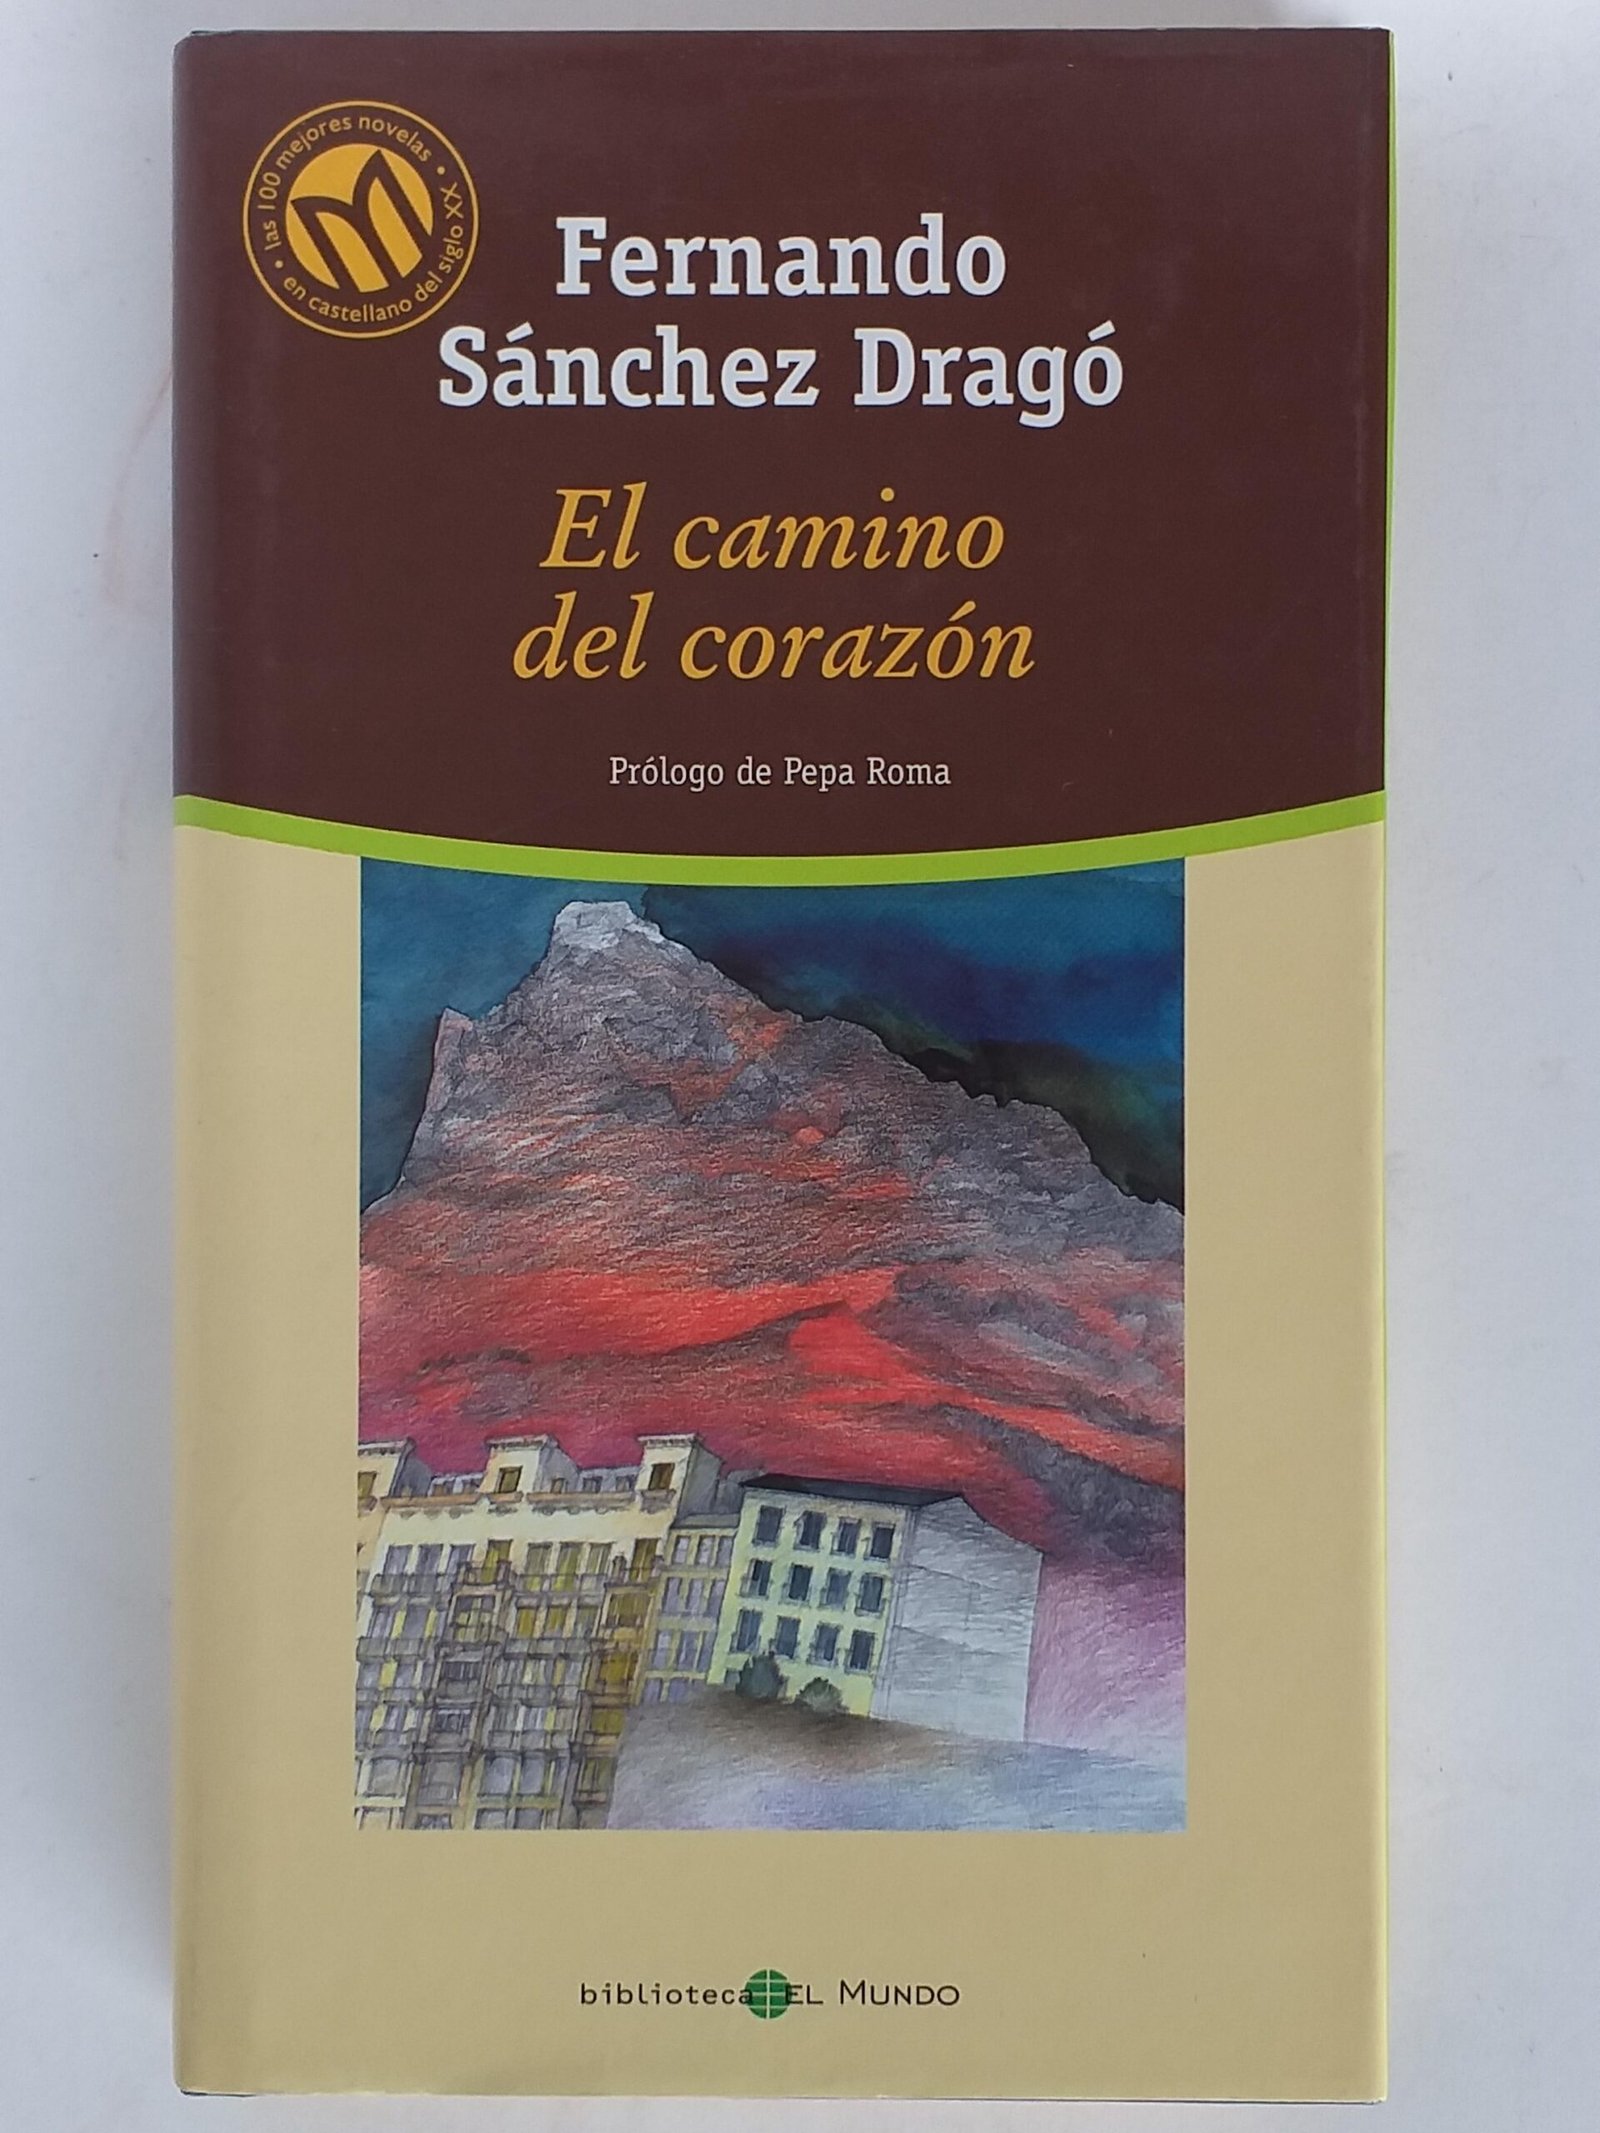 las 100 mejores novelas
en castellano del siglo XX
Fernando
Sánchez Dragó
El camino
del corazón
Prólogo de Pepa Roma
biblioteca EL MUNDO